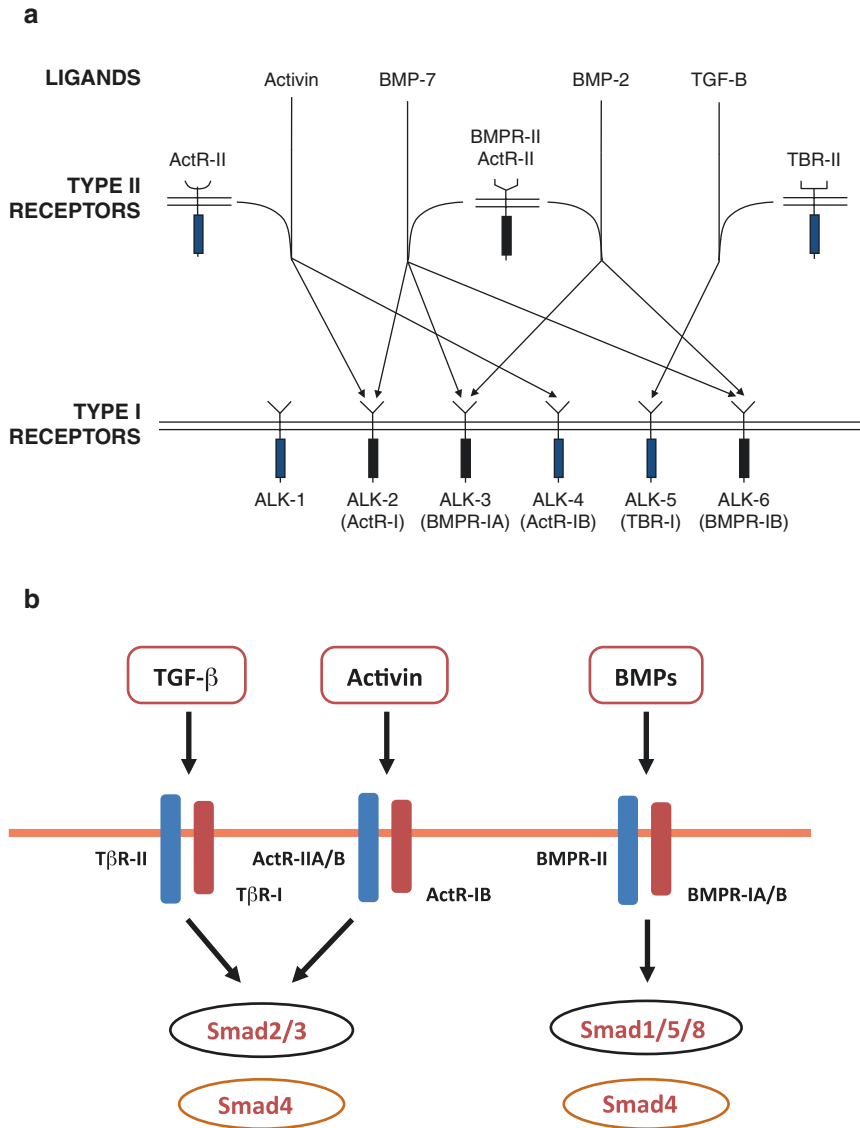 a
LIGANDS
Activin
BMP-7
BMP-2
TGF-B
BMPR-II
ActR-II
ActR-II
TBR-II
TYPE II
RECEPTORS
TYPE I
RECEPTORS
ALK-1
ALK-2
(ActR-I)
ALK-3
(BMPR-IA)
ALK-4
(ActR-IB)
ALK-5
(TBR-I)
ALK-6
(BMPR-IB)
b
TGF-β
Activin
BMPs
TβR-II
TβR-I
ActR-IIA/B
ActR-IB
BMPR-II
BMPR-IA/B
Smad2/3
Smad1/5/8
Smad4
Smad4